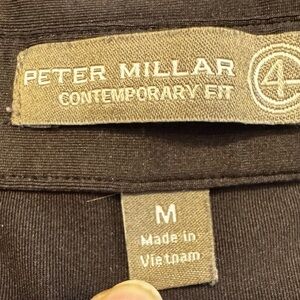 PETER MILLAR
CONTEMPORARY FIT
4
M
Made in
Vietnam